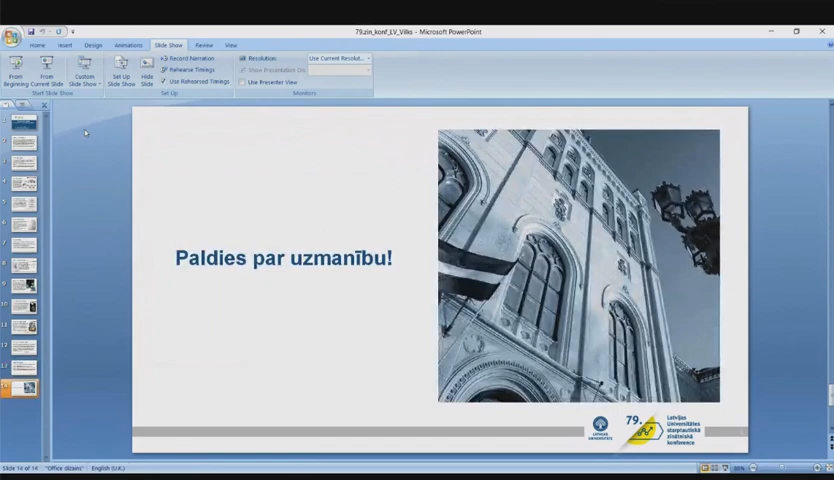 79.zin_konf_LV_Vilks - Microsoft PowerPoint
Home Insert Design Animations Slide Show Review View
From Beginning
From Current Slide
Custom Slide Show
Start Slide Show
Set Up Slide Show
Hide Slide
Record Narration
Rehearse Timings
Use Rehearsed Timings
Set Up
Resolution: Use Current Resolut...
Show Presentation On:
Use Presenter View
Monitors
Paldies par uzmanību!
LATVIJAS
UNIVERSITĀTE
79.
Latvijas
Universitātes
starptautiskā
zinātniskā
konference
Slide 14 of 14 "Office dizains" English (U.K.)